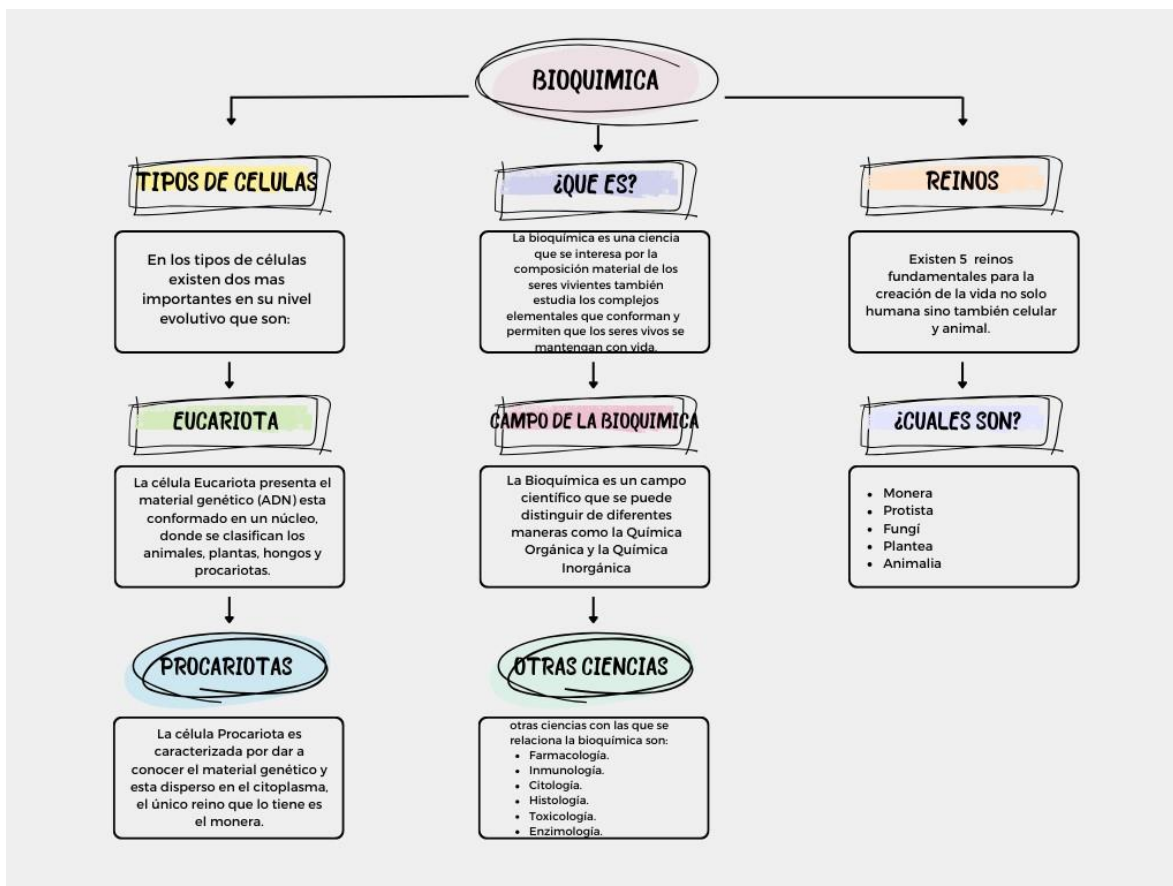 BIOQUIMICA
TIPOS DE CELULAS
En los tipos de células
existen dos mas
importantes en su nivel
evolutivo que son:
EUCARIOTA
La célula Eucariota presenta el
material genético (ADN) esta
conformado en un núcleo,
donde se clasifican los
animales, plantas, hongos y
procariotas.
PROCARIOTAS
La célula Procariota es
caracterizada por dar a
conocer el material genético y
esta disperso en el citoplasma,
el único reino que lo tiene es
el monera.
¿QUE ES?
La bioquímica es una ciencia
que se interesa por la
composición material de los
seres vivientes también
estudia los complejos
elementales que conforman y
permiten que los seres vivos se
mantengan con vida.
CAMPO DE LA BIOQUIMICA
La Bioquímica es un campo
científico que se puede
distinguir de diferentes
maneras como la Química
Orgánica y la Química
Inorgánica
OTRAS CIENCIAS
otras ciencias con las que se
relaciona la bioquímica son:
• Farmacología.
• Inmunología.
• Citología.
• Histología.
• Toxicología.
• Enzimología.
REINOS
Existen 5 reinos
fundamentales para la
creación de la vida no solo
humana sino también celular
y animal.
¿CUALES SON?
• Monera
• Protista
• Fungí
• Plantea
• Animalia